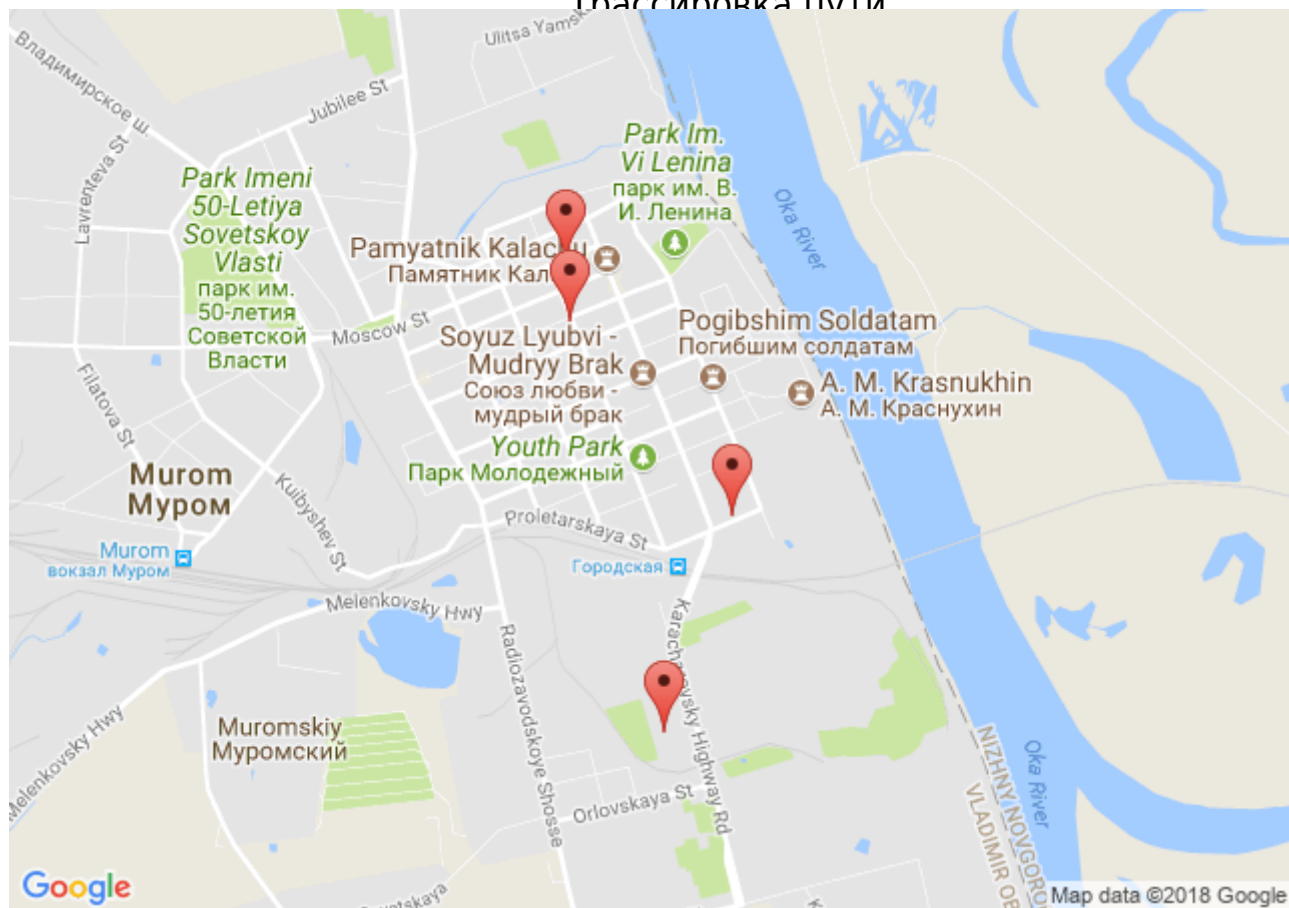 Трассировка пути
Ulitsa Yamsk
Владимирское ш.
Jubilee St
Lavrenteva St
Park Im.
Vi Lenina
парк им. В.
И. Ленина
Park Imeni
50-Letiya
Sovetskoy
Vlasti
парк им.
50-летия
Советской
Власти
Oka River
Pamyatnik Kalachu
Памятник Кал
Moscow St
Soyuz Lyubvi -
Mudryy Brak
Союз любви -
мудрый брак
Pogibshim Soldatam
Погибшим солдатам
A. M. Krasnukhin
А. М. Краснухин
Filatova St
Youth Park
Парк Молодежный
Murom
Муром
Kuibyshev St
Proletarskaya St
Murom
вокзал Муром
Городская
Melenkovsky Hwy
Radiozavodskoye Shosse
Karacharovsky Highway Rd
Muromskiy
Муромский
Melenkovsky Hwy
Orlovskaya St
Oka River
NIZHNY NOVGORO
VLADIMIR OB
Google
Map data ©2018 Google